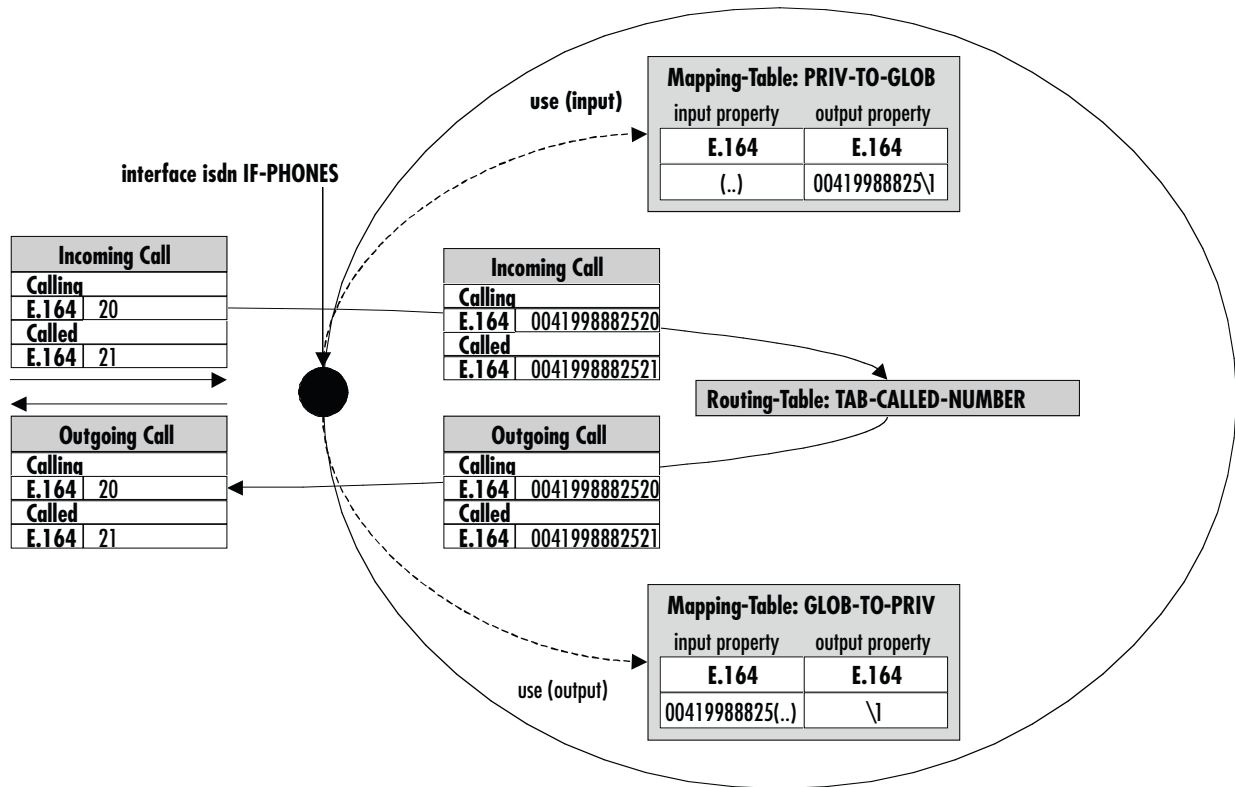 Mapping-Table: PRIV-TO-GLOB
input property output property
E.164 E.164
(..) 00419988825\1
use (input)
interface isdn IF-PHONES
Incoming Call
Calling
E.164 20
Called
E.164 21
Incoming Call
Calling
E.164 0041998882520
Called
E.164 0041998882521
Routing-Table: TAB-CALLED-NUMBER
Outgoing Call
Calling
E.164 20
Called
E.164 21
Outgoing Call
Calling
E.164 0041998882520
Called
E.164 0041998882521
use (output)
Mapping-Table: GLOB-TO-PRIV
input property output property
E.164 E.164
00419988825(..) \1